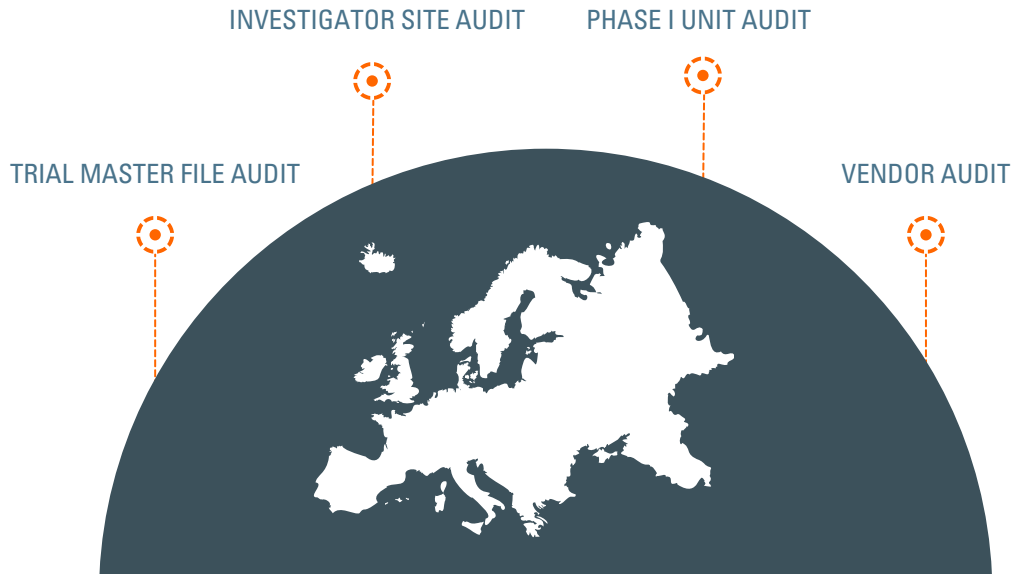 INVESTIGATOR SITE AUDIT
PHASE I UNIT AUDIT
TRIAL MASTER FILE AUDIT
VENDOR AUDIT